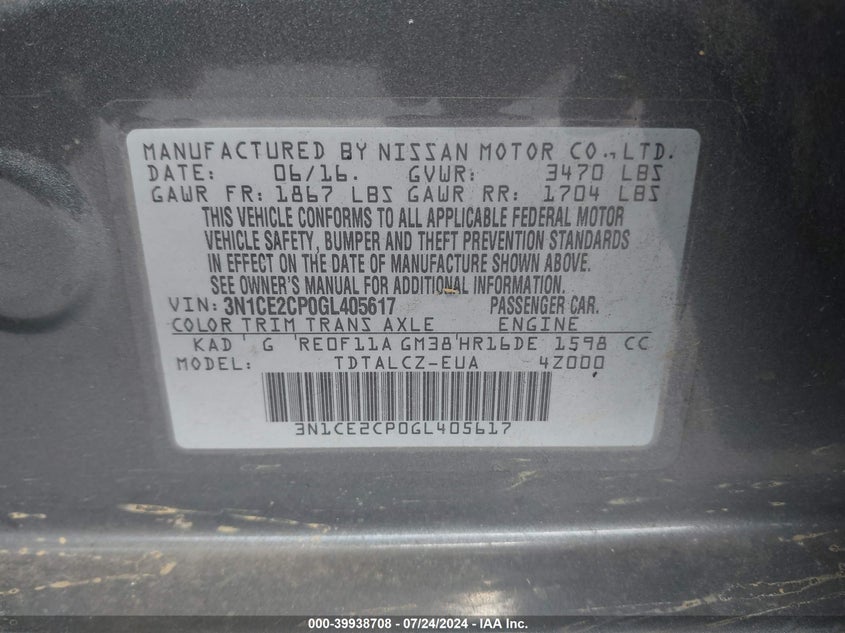 MANUFACTURED BY NISSAN MOTOR CO., LTD.
DATE: 06/16. GVWR: 3470 LBS
GAWR FR: 1867 LBS GAWR RR: 1704 LBS
THIS VEHICLE CONFORMS TO ALL APPLICABLE FEDERAL MOTOR
VEHICLE SAFETY, BUMPER AND THEFT PREVENTION STANDARDS
IN EFFECT ON THE DATE OF MANUFACTURE SHOWN ABOVE.
SEE OWNER'S MANUAL FOR ADDITIONAL INFORMATION.
VIN: 3N1CE2CP0GL405617 PASSENGER CAR.
COLOR TRIM TRANS AXLE ENGINE
KAD ' G 'RE0F11A GM38'HR16DE 1598 CC
MODEL: TDTALCZ-EUA 4Z000
3N1CE2CP0GL405617
000-39938708 - 07/24/2024 - IAA Inc.